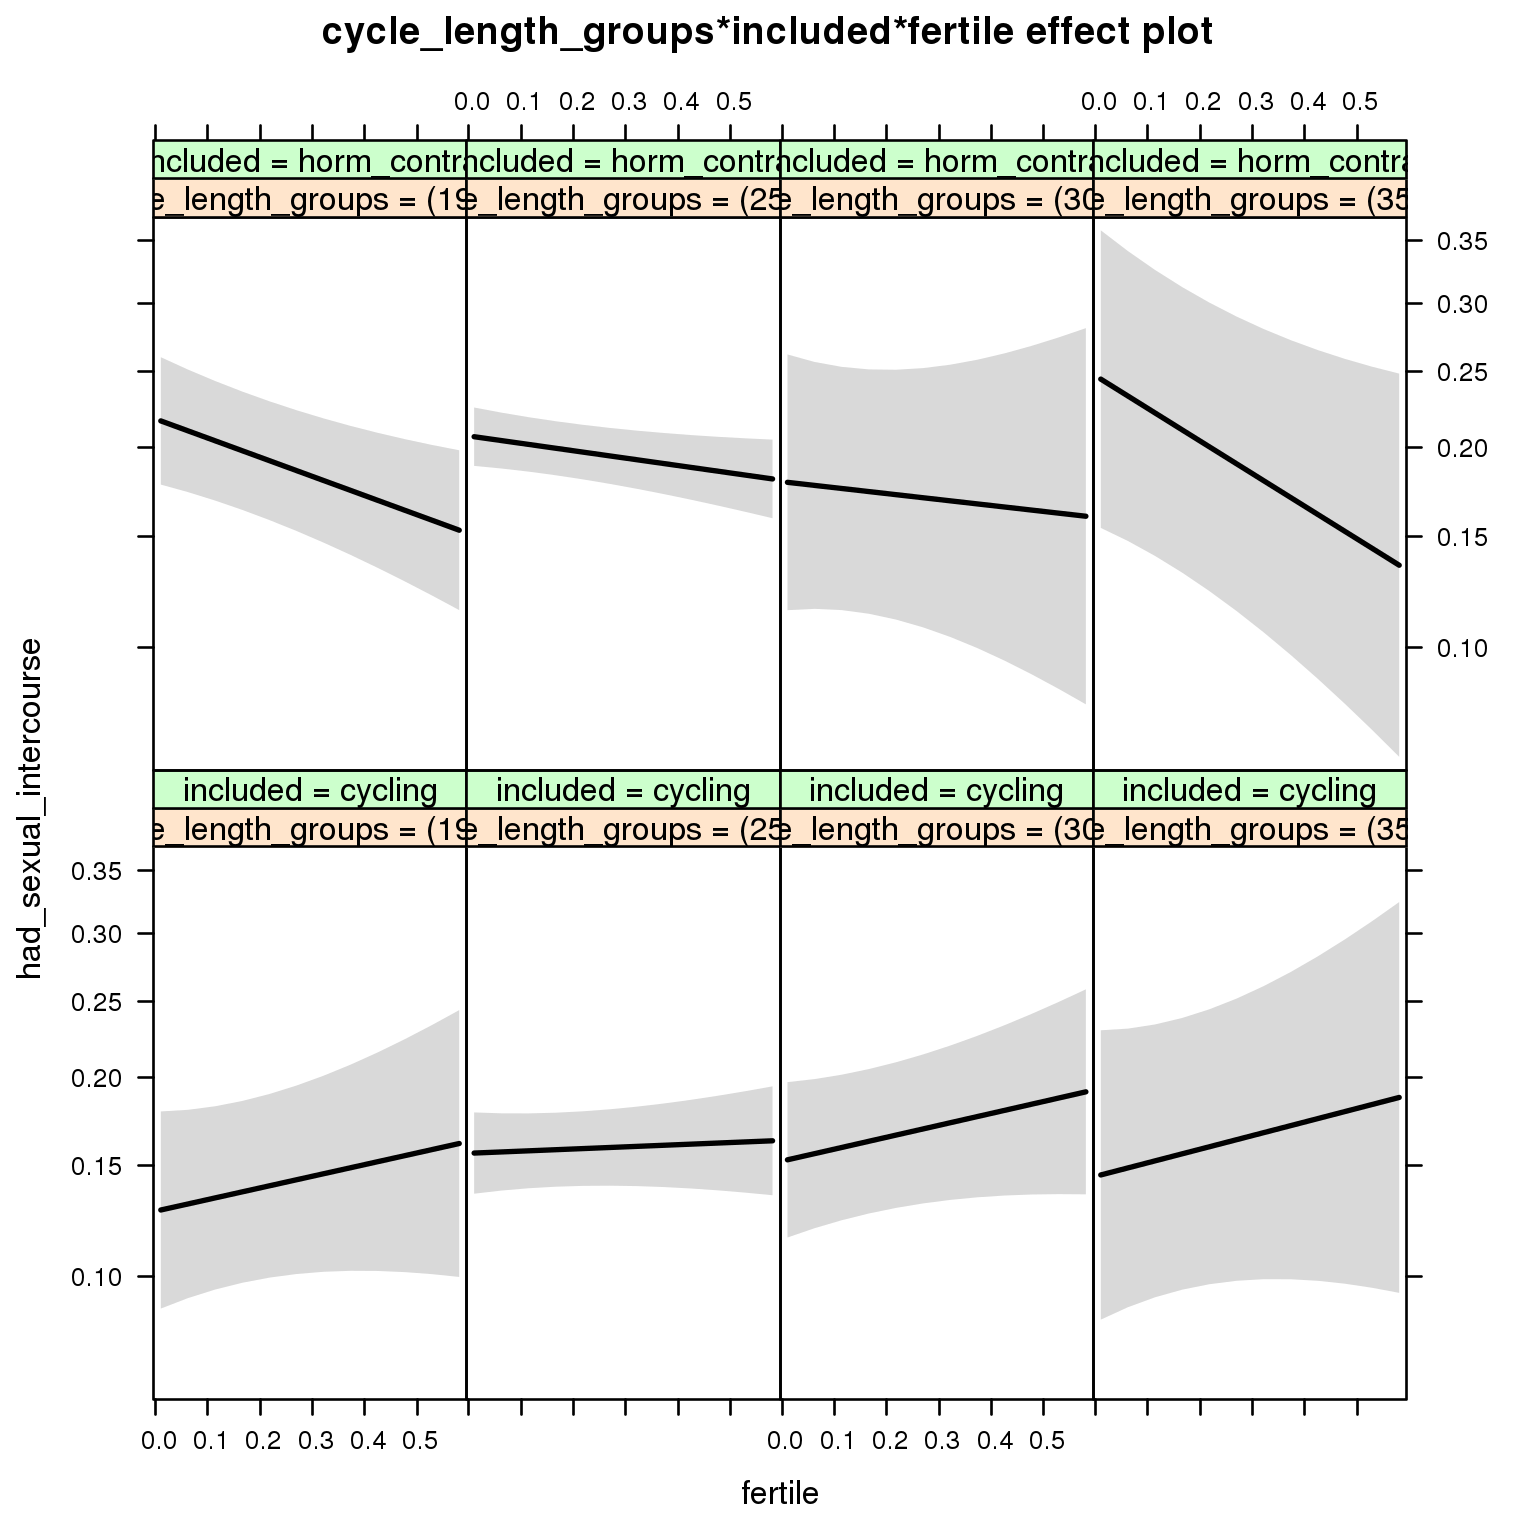 cycle_length_groups*included*fertile effect plot
0.0 0.1 0.2 0.3 0.4 0.5 0.0 0.1 0.2 0.3 0.4 0.5
ncluded = horm_contra ncluded = horm_contra ncluded = horm_contra ncluded = horm_contra
e_length_groups = (19 e_length_groups = (25 e_length_groups = (30 e_length_groups = (35
0.35
0.30
0.25
0.20
0.15
0.10
had_sexual_intercourse
included = cycling included = cycling included = cycling included = cycling
e_length_groups = (19 e_length_groups = (25 e_length_groups = (30 e_length_groups = (35
0.35
0.30
0.25
0.20
0.15
0.10
0.0 0.1 0.2 0.3 0.4 0.5 0.0 0.1 0.2 0.3 0.4 0.5
fertile